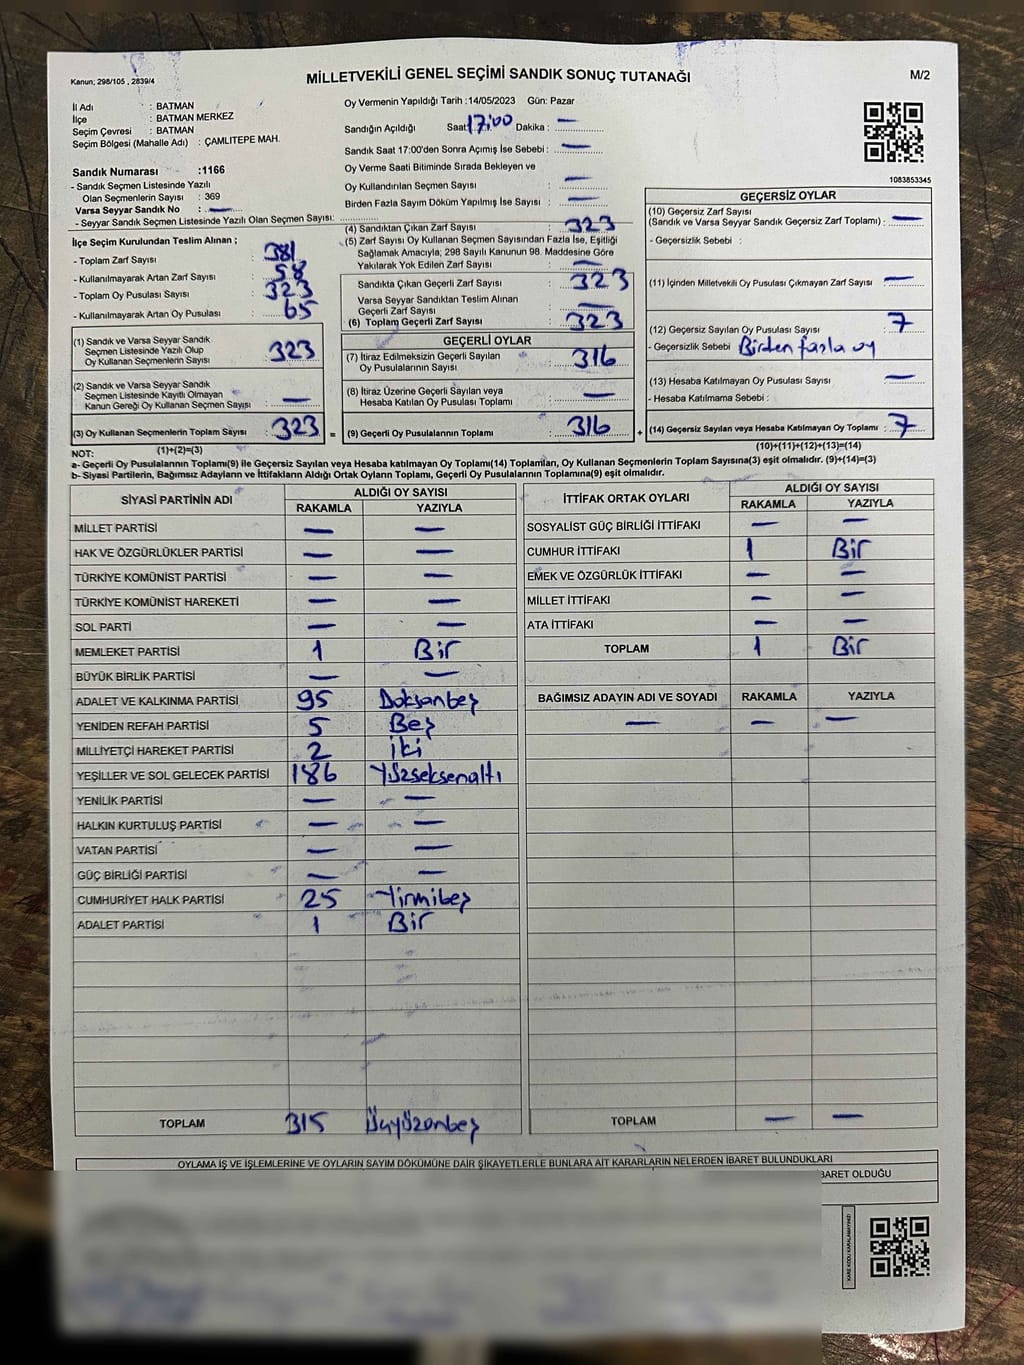 Kanun; 298/105 , 2839/4
MİLLETVEKİLİ GENEL SEÇİMİ SANDIK SONUÇ TUTANAĞI
M/2
İl Adı : BATMAN
İlçe : BATMAN MERKEZ
Seçim Çevresi : BATMAN
Seçim Bölgesi (Mahalle Adı) : ÇAMLITEPE MAH.
Sandık Numarası :1166
- Sandık Seçmen Listesinde Yazılı
Olan Seçmenlerin Sayısı : 369
Varsa Seyyar Sandık No : —
- Seyyar Sandık Seçmen Listesinde Yazılı Olan Seçmen Sayısı:
İlçe Seçim Kurulundan Teslim Alınan ;
- Toplam Zarf Sayısı : 381
- Kullanılmayarak Artan Zarf Sayısı : 58
- Toplam Oy Pusulası Sayısı : 323
- Kullanılmayarak Artan Oy Pusulası : 65
Oy Vermenin Yapıldığı Tarih :14/05/2023 Gün: Pazar
Sandığın Açıldığı Saat 17:00 Dakika : —
Sandık Saat 17:00'den Sonra Açımış İse Sebebi : —
Oy Verme Saati Bitiminde Sırada Bekleyen ve
Oy Kullandırılan Seçmen Sayısı : —
Birden Fazla Sayım Döküm Yapılmış İse Sayısı : —
(4) Sandıktan Çıkan Zarf Sayısı : 323
(5) Zarf Sayısı Oy Kullanan Seçmen Sayısından Fazla İse, Eşitliği
Sağlamak Amacıyla; 298 Sayılı Kanunun 98. Maddesine Göre
Yakılarak Yok Edilen Zarf Sayısı : —
Sandıkta Çıkan Geçerli Zarf Sayısı : 323
Varsa Seyyar Sandıktan Teslim Alınan
Geçerli Zarf Sayısı : —
(6) Toplam Geçerli Zarf Sayısı : 323
1083853345
GEÇERSİZ OYLAR
(10) Geçersiz Zarf Sayısı
(Sandık ve Varsa Seyyar Sandık Geçersiz Zarf Toplamı) : —
- Geçersizlik Sebebi :
(11) İçinden Milletvekili Oy Pusulası Çıkmayan Zarf Sayısı : —
(12) Geçersiz Sayılan Oy Pusulası Sayısı : 7
- Geçersizlik Sebebi : Birden fazla oy
(13) Hesaba Katılmayan Oy Pusulası Sayısı : —
- Hesaba Katılmama Sebebi :
(14) Geçersiz Sayılan veya Hesaba Katılmayan Oy Toplamı : 7
(10)+(11)+(12)+(13)=(14)
(1) Sandık ve Varsa Seyyar Sandık
Seçmen Listesinde Yazılı Olup
Oy Kullanan Seçmenlerin Sayısı : 323
(2) Sandık ve Varsa Seyyar Sandık
Seçmen Listesinde Kayıtlı Olmayan
Kanun Gereği Oy Kullanan Seçmen Sayısı : —
(3) Oy Kullanan Seçmenlerin Toplam Sayısı : 323 =
(1)+(2)=(3)
GEÇERLİ OYLAR
(7) İtiraz Edilmeksizin Geçerli Sayılan
Oy Pusulalarının Sayısı : 316
(8) İtiraz Üzerine Geçerli Sayılan veya
Hesaba Katılan Oy Pusulası Toplamı : —
(9) Geçerli Oy Pusulalarının Toplamı : 316 +
NOT:
a- Geçerli Oy Pusulalarının Toplamı(9) ile Geçersiz Sayılan veya Hesaba katılmayan Oy Toplamı(14) Toplamları, Oy Kullanan Seçmenlerin Toplam Sayısına(3) eşit olmalıdır. (9)+(14)=(3)
b- Siyasi Partilerin, Bağımsız Adayların ve İttifakların Aldığı Ortak Oyların Toplamı, Geçerli Oy Pusulalarının Toplamına(9) eşit olmalıdır.
SİYASİ PARTİNİN ADI ALDIĞI OY SAYISI
RAKAMLA YAZIYLA
MİLLET PARTİSİ — —
HAK VE ÖZGÜRLÜKLER PARTİSİ — —
TÜRKİYE KOMÜNİST PARTİSİ — —
TÜRKİYE KOMÜNİST HAREKETİ — —
SOL PARTİ — —
MEMLEKET PARTİSİ 1 Bir
BÜYÜK BİRLİK PARTİSİ — —
ADALET VE KALKINMA PARTİSİ 95 Doksanbeş
YENİDEN REFAH PARTİSİ 5 Beş
MİLLİYETÇİ HAREKET PARTİSİ 2 İki
YEŞİLLER VE SOL GELECEK PARTİSİ 186 Yüzseksenaltı
YENİLİK PARTİSİ — —
HALKIN KURTULUŞ PARTİSİ — —
VATAN PARTİSİ — —
GÜÇ BİRLİĞİ PARTİSİ — —
CUMHURİYET HALK PARTİSİ 25 Yirmibeş
ADALET PARTİSİ 1 Bir
TOPLAM 315 Üçyüzonbeş
İTTİFAK ORTAK OYLARI ALDIĞI OY SAYISI
RAKAMLA YAZIYLA
SOSYALİST GÜÇ BİRLİĞİ İTTİFAKI — —
CUMHUR İTTİFAKI 1 Bir
EMEK VE ÖZGÜRLÜK İTTİFAKI — —
MİLLET İTTİFAKI — —
ATA İTTİFAKI — —
TOPLAM 1 Bir
BAĞIMSIZ ADAYIN ADI VE SOYADI RAKAMLA YAZIYLA
— — —
TOPLAM — —
OYLAMA İŞ VE İŞLEMLERİNE VE OYLARIN SAYIM DÖKÜMÜNE DAİR ŞİKAYETLERLE BUNLARA AİT KARARLARIN NELERDEN İBARET BULUNDUKLARI
BARET OLDUĞU
KARE KODU KARALAMAYINIZ!